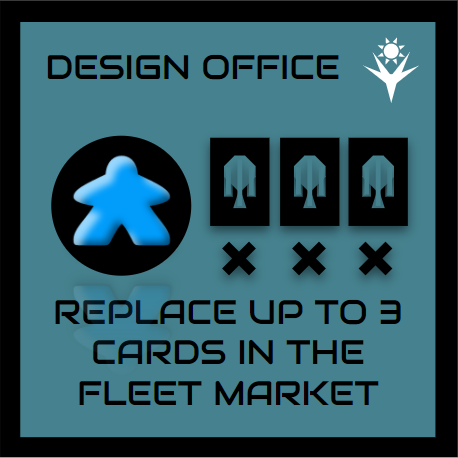 DESIGN OFFICE
REPLACE UP TO 3
CARDS IN THE
FLEET MARKET